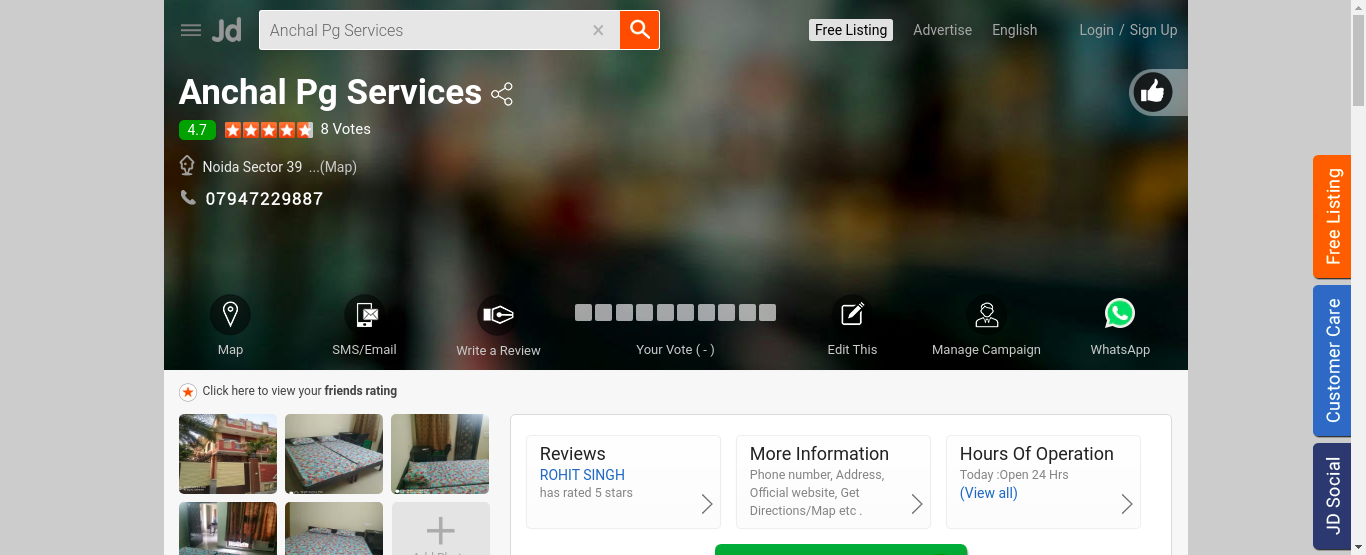 Jd
Anchal Pg Services
Free Listing
Advertise
English
Login / Sign Up
Anchal Pg Services
4.7
8 Votes
Noida Sector 39 ...(Map)
07947229887
Map
SMS/Email
Write a Review
Your Vote ( - )
Edit This
Manage Campaign
WhatsApp
Click here to view your friends rating
Reviews
ROHIT SINGH
has rated 5 stars
More Information
Phone number, Address,
Official website, Get
Directions/Map etc .
Hours Of Operation
Today :Open 24 Hrs
(View all)
Free Listing
Customer Care
JD Social